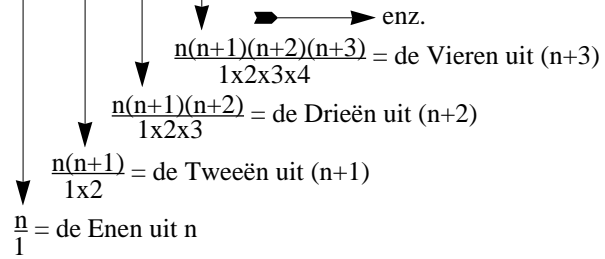 enz.
n(n+1)(n+2)(n+3)/1x2x3x4 = de Vieren uit (n+3)
n(n+1)(n+2)/1x2x3 = de Drieën uit (n+2)
n(n+1)/1x2 = de Tweeën uit (n+1)
n/1 = de Enen uit n